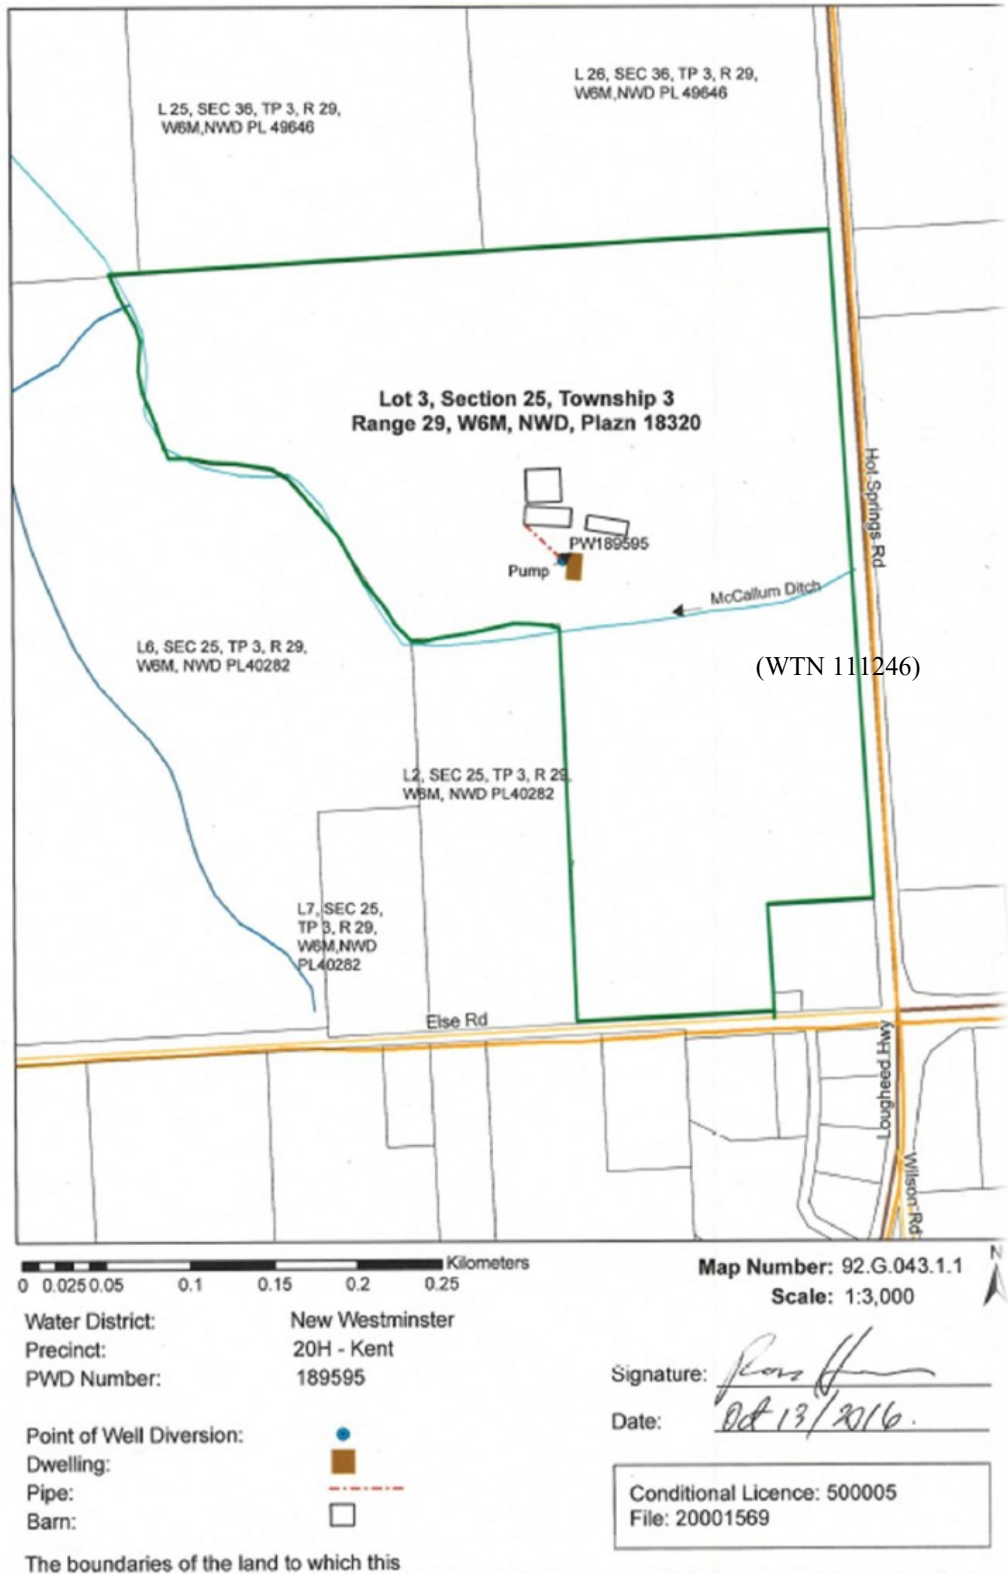 L 25, SEC 36, TP 3, R 29,
W6M,NWD PL 49646
L 26, SEC 36, TP 3, R 29,
W6M,NWD PL 49646
Lot 3, Section 25, Township 3
Range 29, W6M, NWD, Plazn 18320
Hot Springs Rd
PW189595
Pump
McCallum Ditch
L6, SEC 25, TP 3, R 29,
W6M, NWD PL40282
(WTN 111246)
L2, SEC 25, TP 3, R 29,
W6M, NWD PL40282
L7, SEC 25,
TP 3, R 29,
W6M,NWD
PL40282
Else Rd
Lougheed Hwy
Wilson Rd
Kilometers
0 0.025 0.05 0.1 0.15 0.2 0.25
N
Map Number: 92.G.043.1.1
Scale: 1:3,000
Water District: New Westminster
Precinct: 20H - Kent
PWD Number: 189595
Signature:
Date: Oct 13/2016.
Point of Well Diversion:
Dwelling:
Pipe:
Barn:
Conditional Licence: 500005
File: 20001569
The boundaries of the land to which this